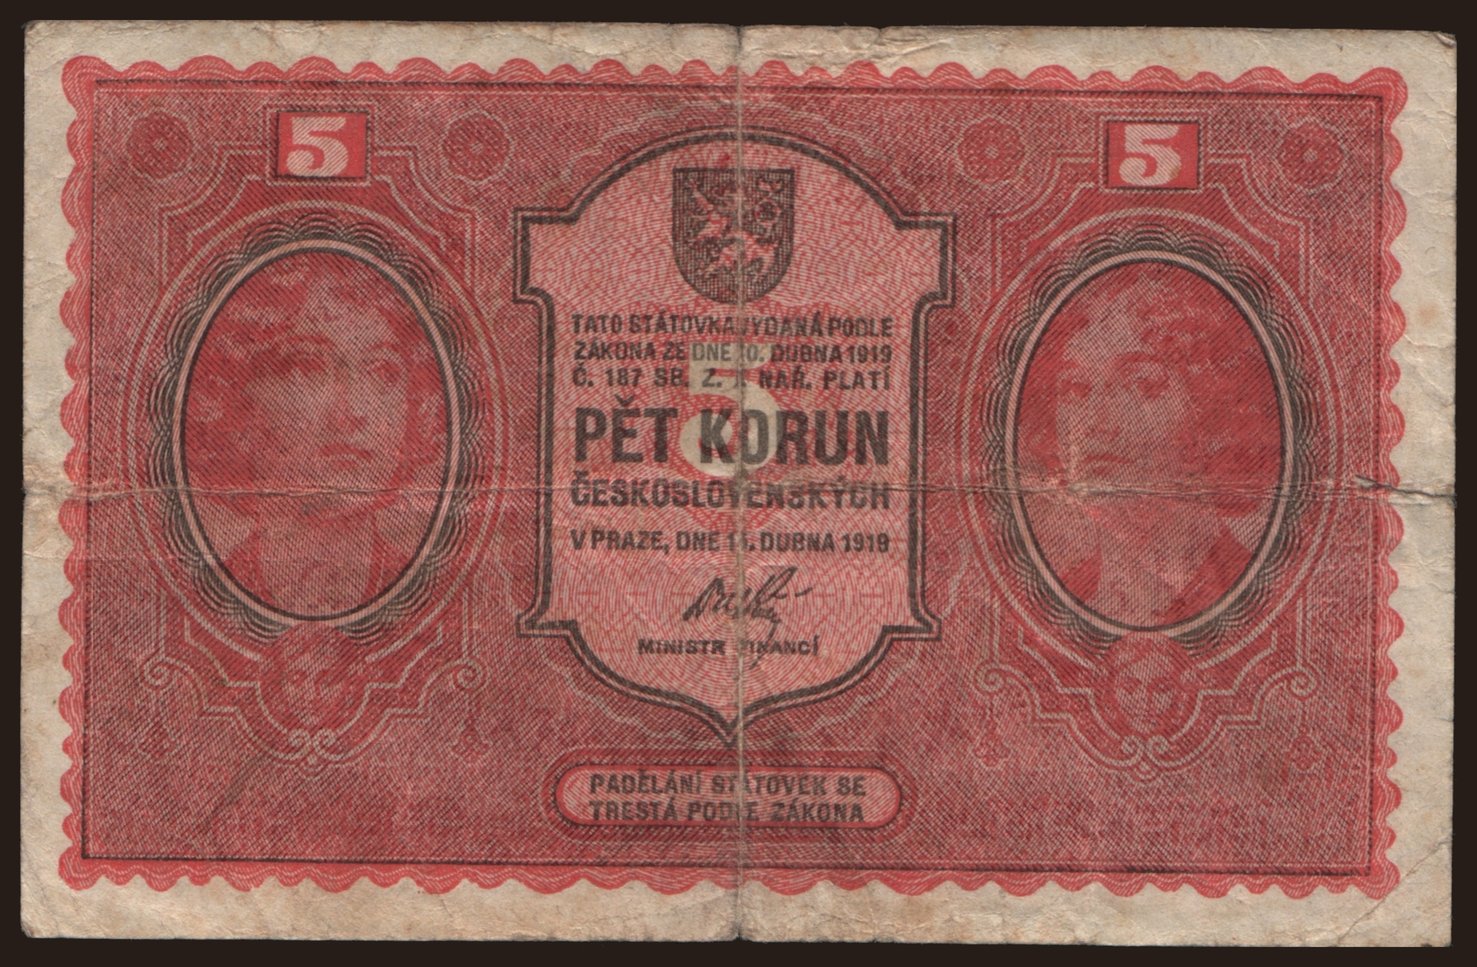 5 5
TATO STÁTOVKA VYDANÁ PODLE
ZÁKONA ZE DNE 10. DUBNA 1919
Č. 187 SB. Z. NAŘ. PLATÍ
5
PĚT KORUN
ČESKOSLOVENSKÝCH
V PRAZE, DNE 15. DUBNA 1919
MINISTR FINANCÍ
PADĚLÁNÍ STÁTOVEK SE
TRESTÁ PODLE ZÁKONA